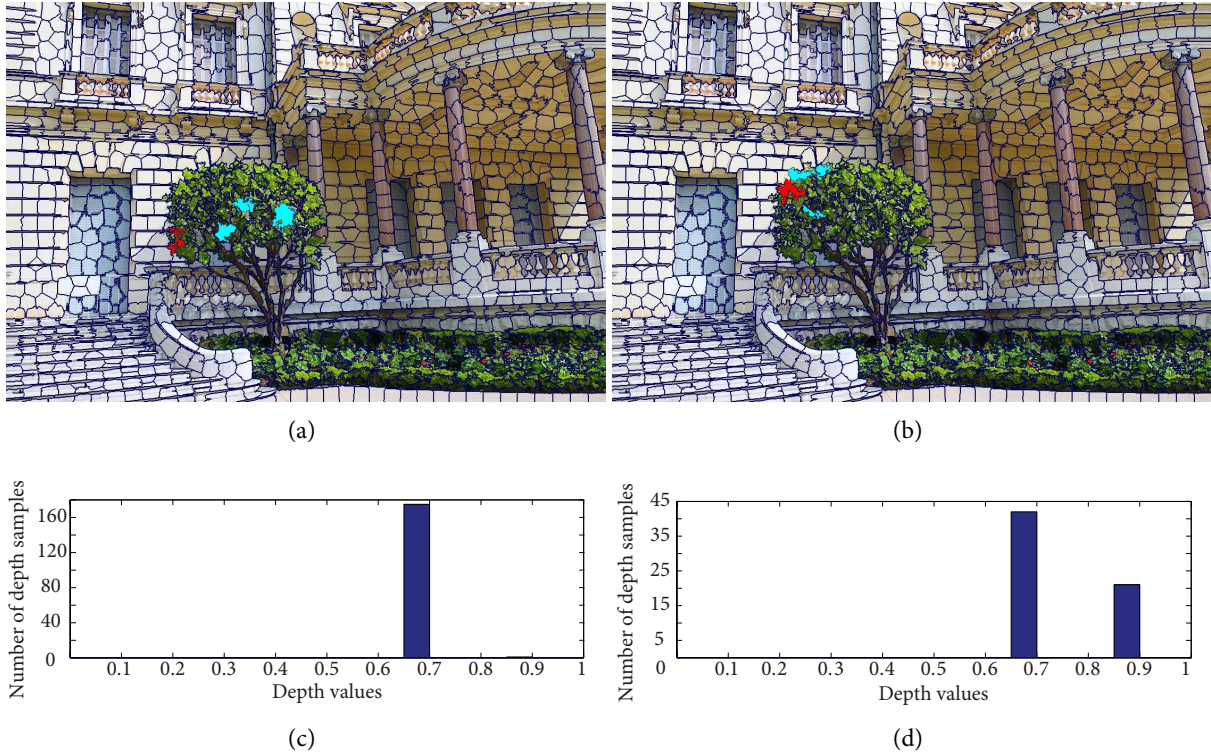 (a)
(b)
Number of depth samples
160
120
80
40
0
0.1 0.2 0.3 0.4 0.5 0.6 0.7 0.8 0.9 1
Depth values
(c)
Number of depth samples
45
35
25
15
5
0
0.1 0.2 0.3 0.4 0.5 0.6 0.7 0.8 0.9 1
Depth values
(d)